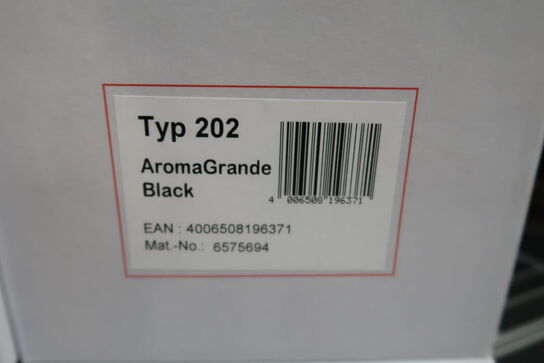 Typ 202
AromaGrande
Black
4 006508 196371
EAN : 4006508196371
Mat.-No.: 6575694